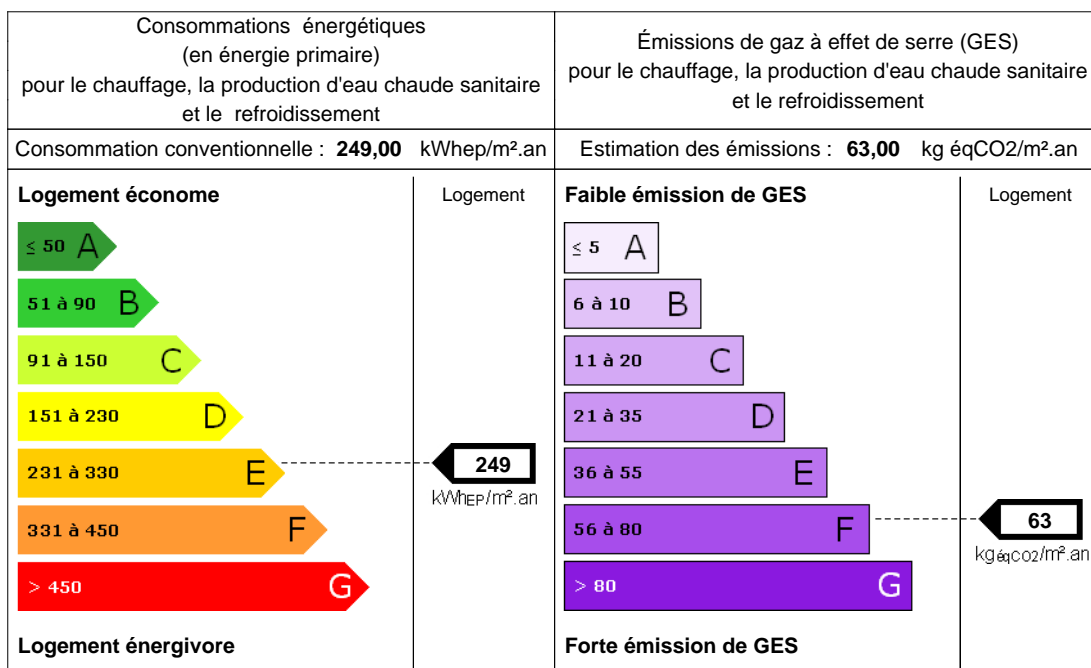 Consommations énergétiques
(en énergie primaire)
pour le chauffage, la production d'eau chaude sanitaire
et le refroidissement
Émissions de gaz à effet de serre (GES)
pour le chauffage, la production d'eau chaude sanitaire
et le refroidissement
Consommation conventionnelle : 249,00 kWhep/m².an
Estimation des émissions : 63,00 kg éqCO2/m².an
Logement économe
Logement
≤ 50 A
51 à 90 B
91 à 150 C
151 à 230 D
231 à 330 E
331 à 450 F
> 450 G
249
kWhEP/m².an
Logement énergivore
Faible émission de GES
Logement
≤ 5 A
6 à 10 B
11 à 20 C
21 à 35 D
36 à 55 E
56 à 80 F
> 80 G
63
kgéqCO2/m².an
Forte émission de GES